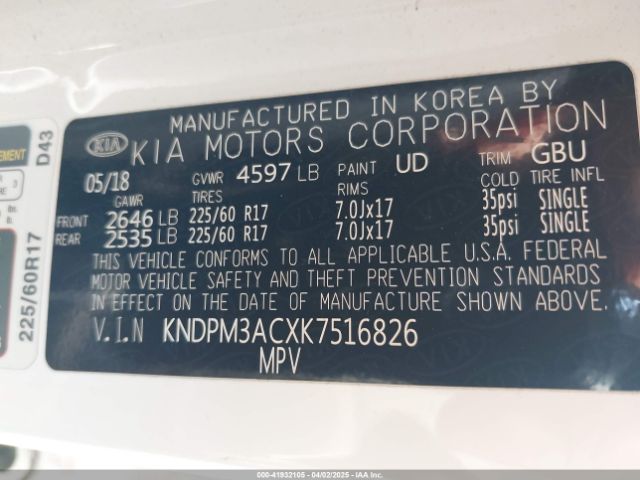 MANUFACTURED IN KOREA BY
KIA KIA MOTORS CORPORATION
05/18 GVWR 4597 LB PAINT UD TRIM GBU
GAWR TIRES RIMS COLD TIRE INFL
FRONT 2646 LB 225/60 R17 7.0Jx17 35psi SINGLE
REAR 2535 LB 225/60 R17 7.0Jx17 35psi SINGLE
THIS VEHICLE CONFORMS TO ALL APPLICABLE U.S.A. FEDERAL
MOTOR VEHICLE SAFETY AND THEFT PREVENTION STANDARDS
IN EFFECT ON THE DATE OF MANUFACTURE SHOWN ABOVE.
V.I.N KNDPM3ACXK7516826
MPV
D43
225/60R17
000-41932105 - 04/02/2025 - IAAI.COM